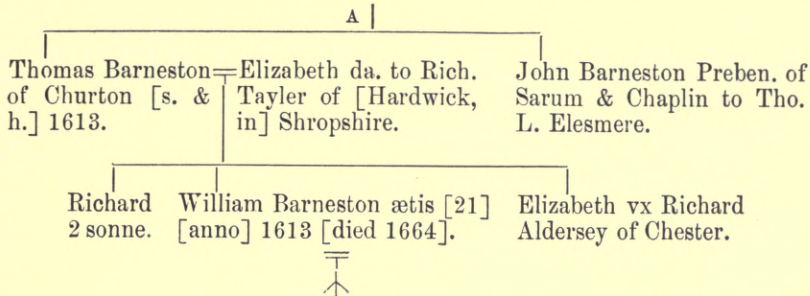 A
Thomas Barneston
of Churton [s. &
h.] 1613.
Elizabeth da. to Rich.
Tayler of [Hardwick,
in] Shropshire.
John Barneston Preben. of
Sarum & Chaplin to Tho.
L. Elesmere.
Richard
2 sonne.
William Barneston ætis [21]
[anno] 1613 [died 1664].
Elizabeth vx Richard
Aldersey of Chester.